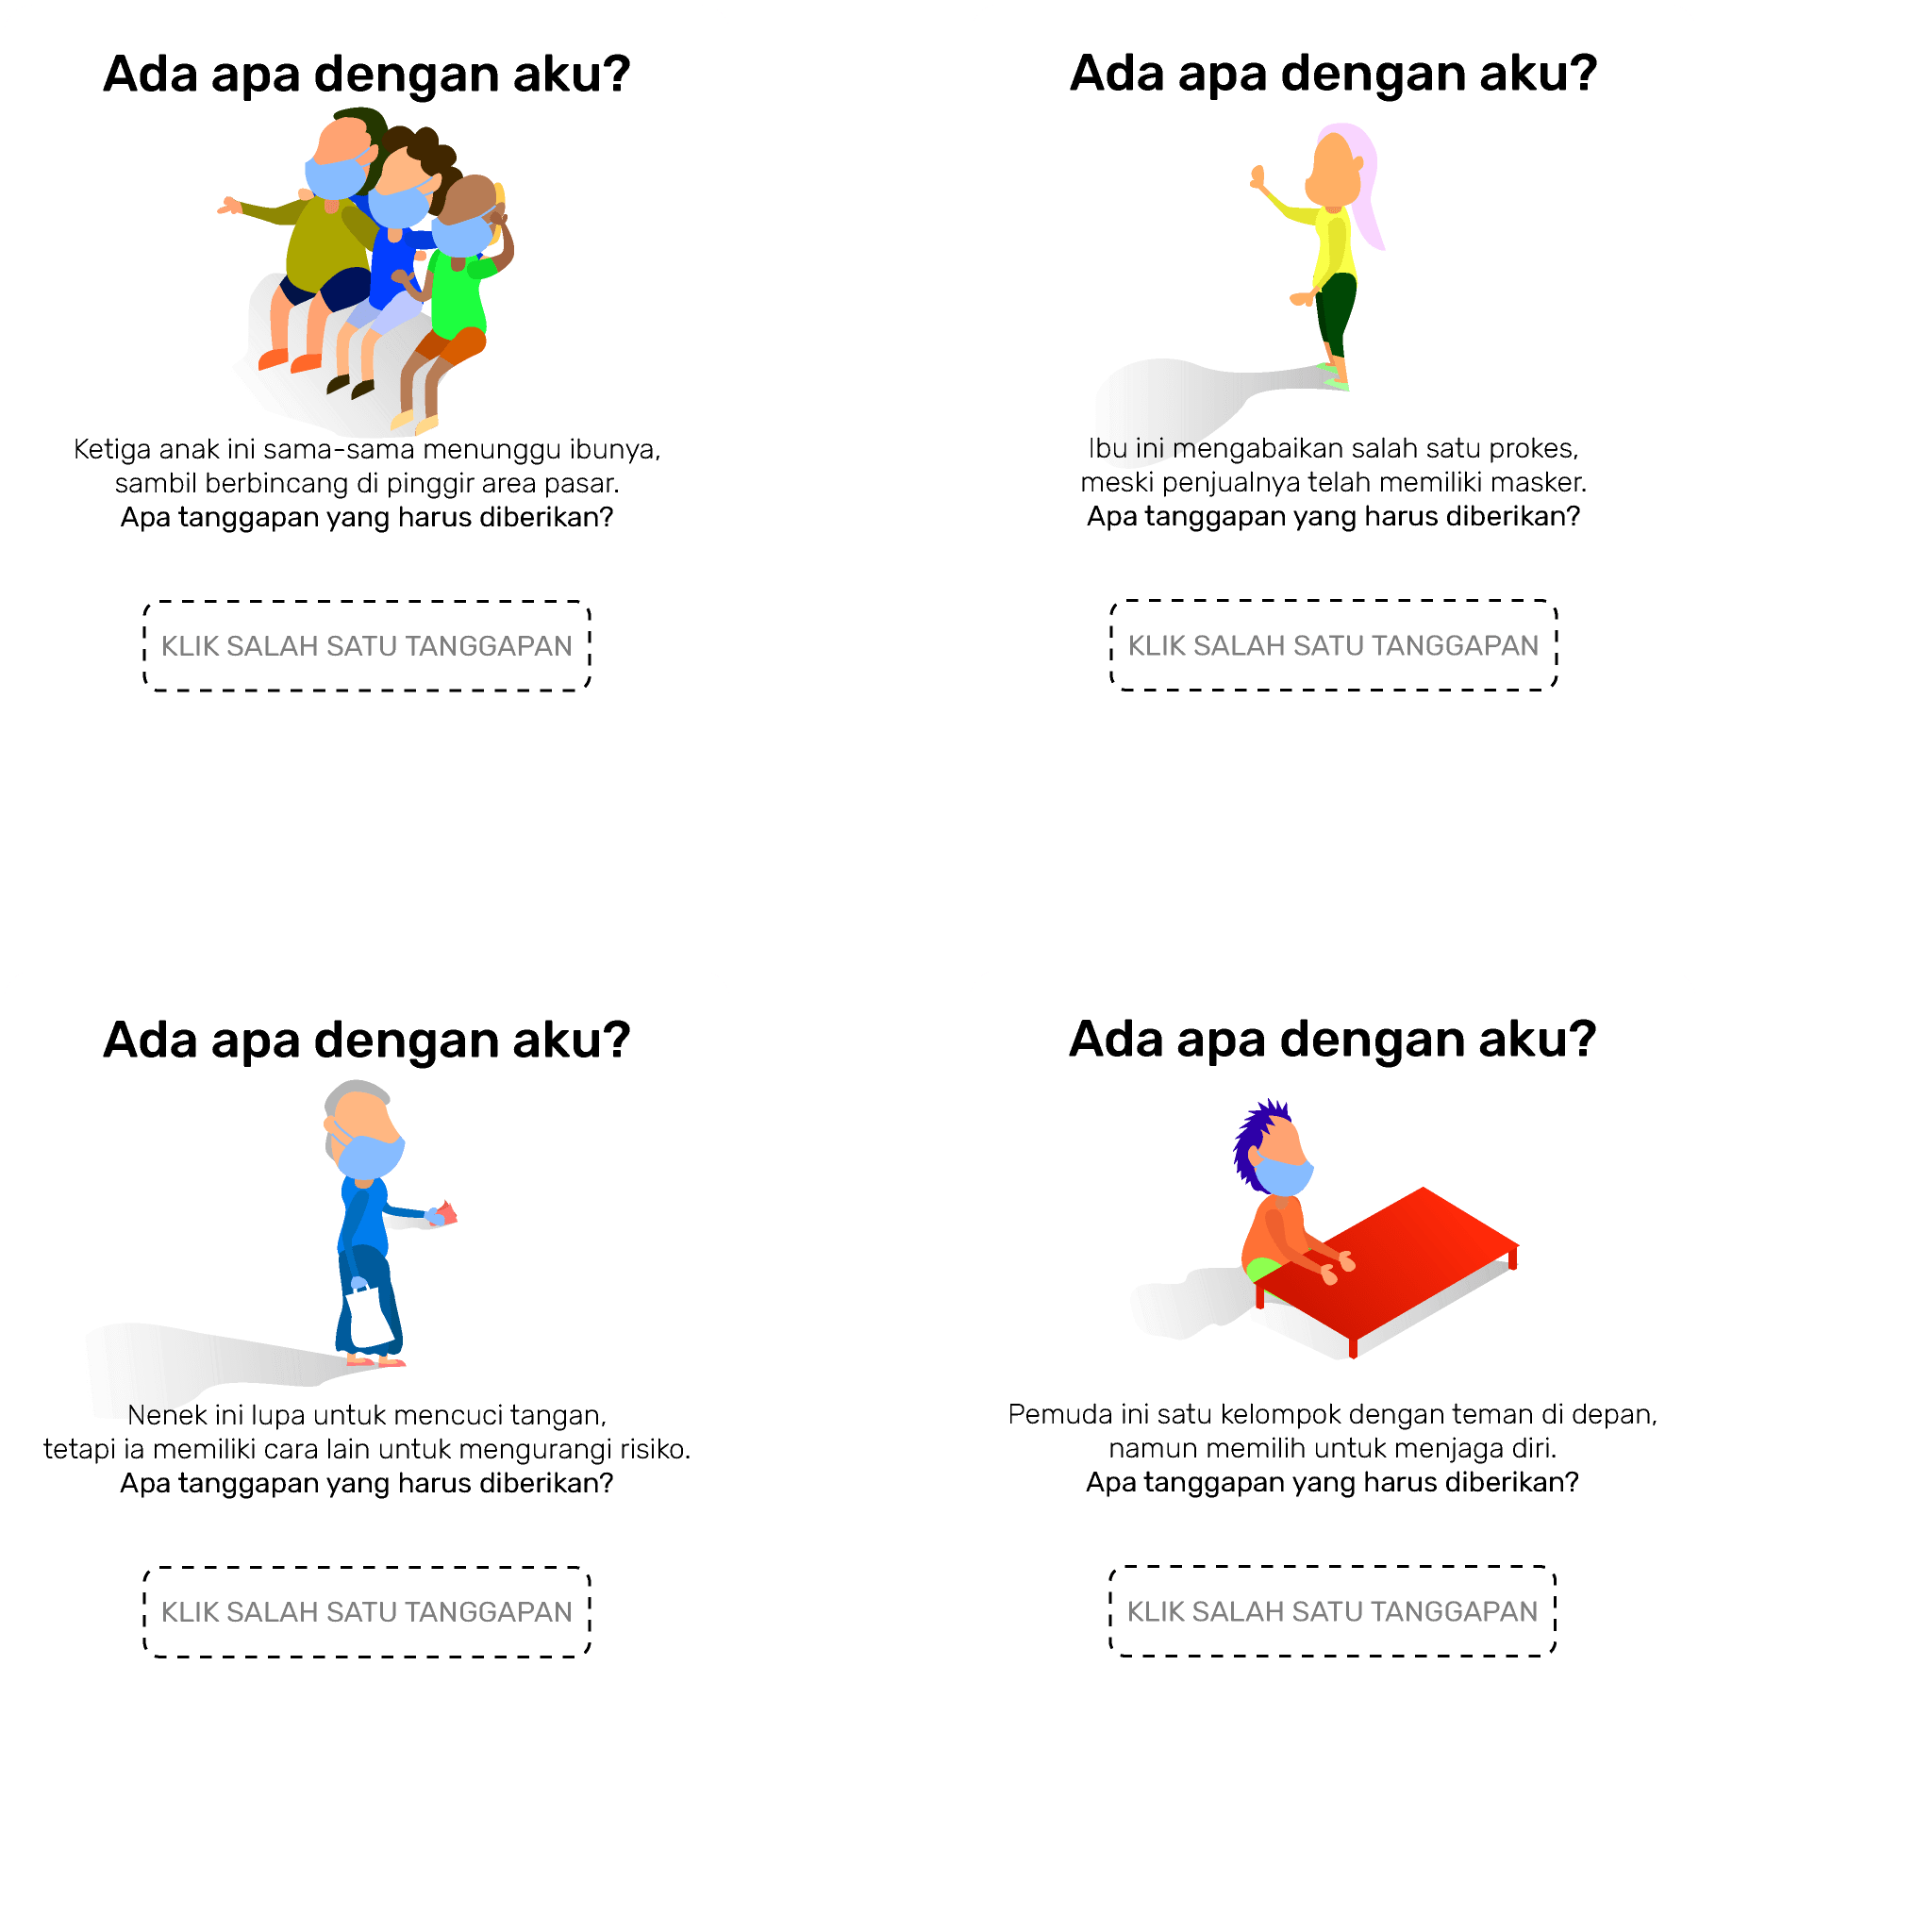 Ada apa dengan aku?
Ketiga anak ini sama-sama menunggu ibunya,
sambil berbincang di pinggir area pasar.
Apa tanggapan yang harus diberikan?
KLIK SALAH SATU TANGGAPAN
Ada apa dengan aku?
Ibu ini mengabaikan salah satu prokes,
meski penjualnya telah memiliki masker.
Apa tanggapan yang harus diberikan?
KLIK SALAH SATU TANGGAPAN
Ada apa dengan aku?
Nenek ini lupa untuk mencuci tangan,
tetapi ia memiliki cara lain untuk mengurangi risiko.
Apa tanggapan yang harus diberikan?
KLIK SALAH SATU TANGGAPAN
Ada apa dengan aku?
Pemuda ini satu kelompok dengan teman di depan,
namun memilih untuk menjaga diri.
Apa tanggapan yang harus diberikan?
KLIK SALAH SATU TANGGAPAN